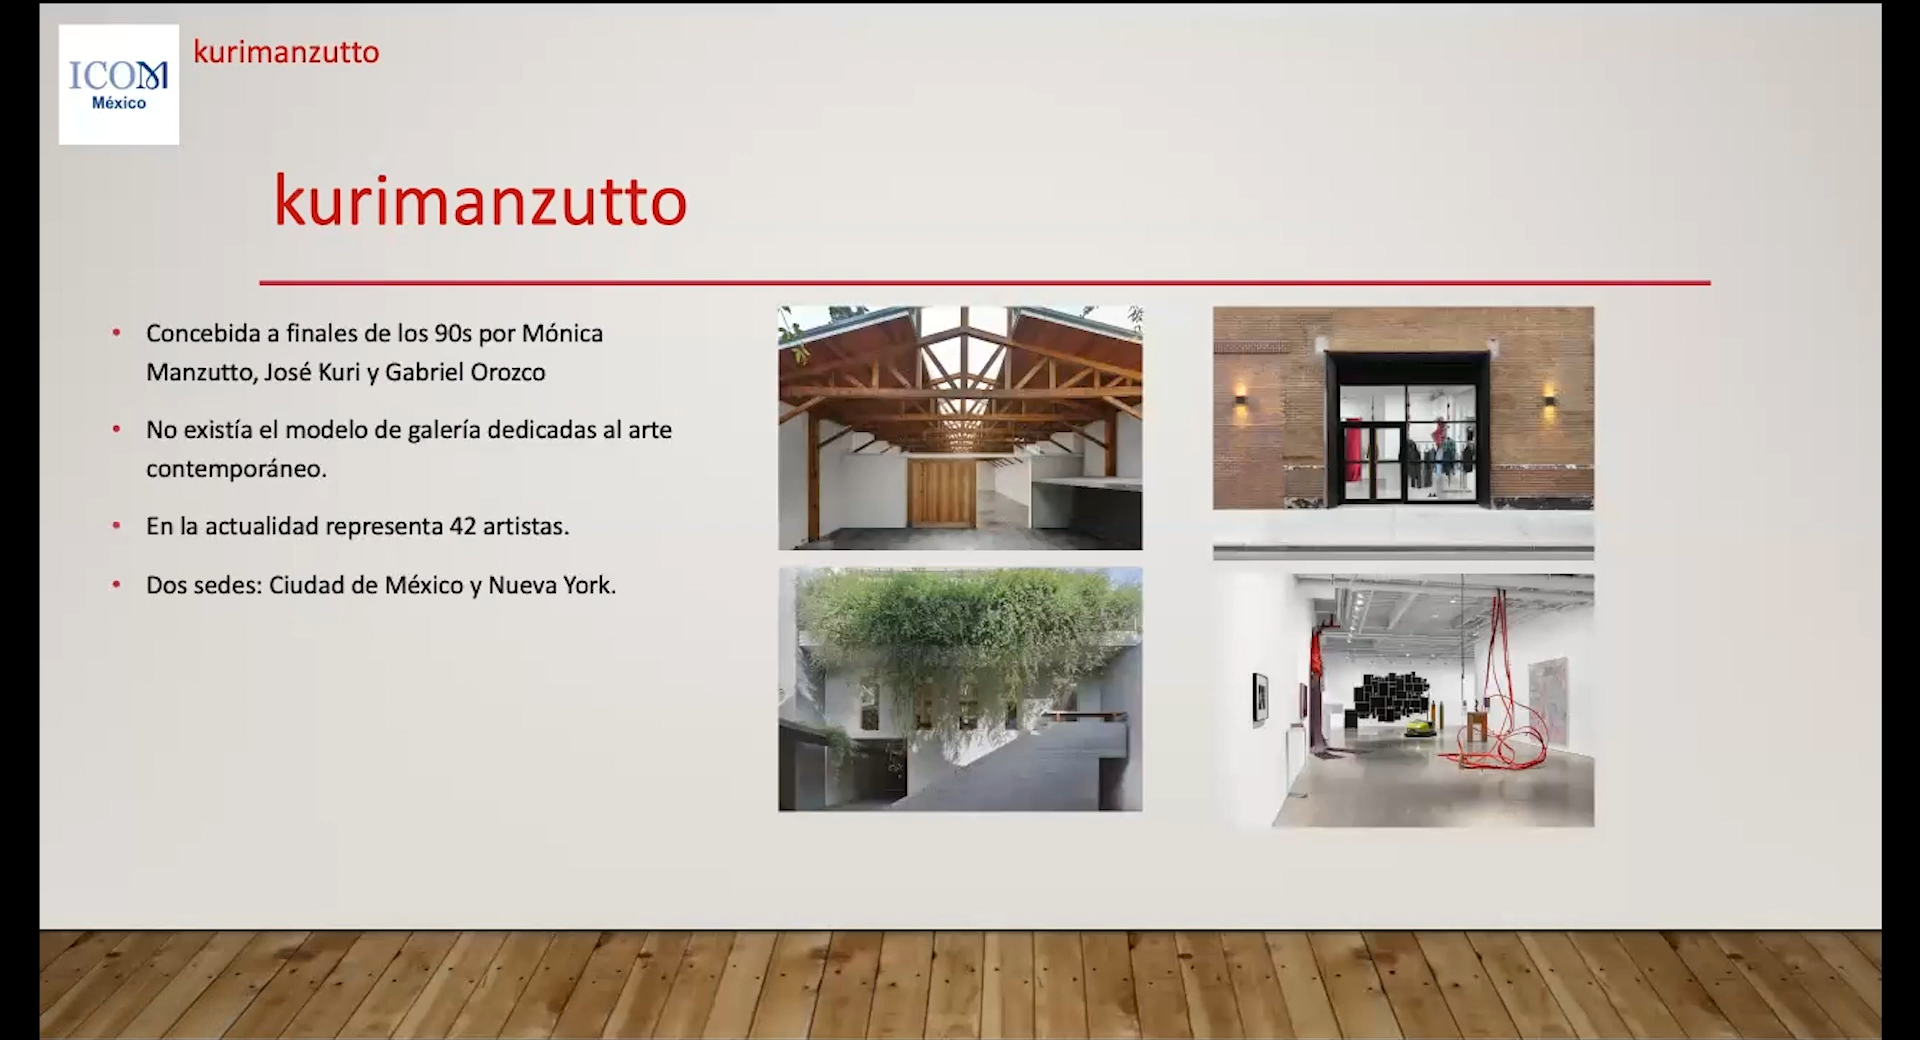 ICOM
México
kurimanzutto
kurimanzutto
• Concebida a finales de los 90s por Mónica
Manzutto, José Kuri y Gabriel Orozco
• No existía el modelo de galería dedicadas al arte
contemporáneo.
• En la actualidad representa 42 artistas.
• Dos sedes: Ciudad de México y Nueva York.